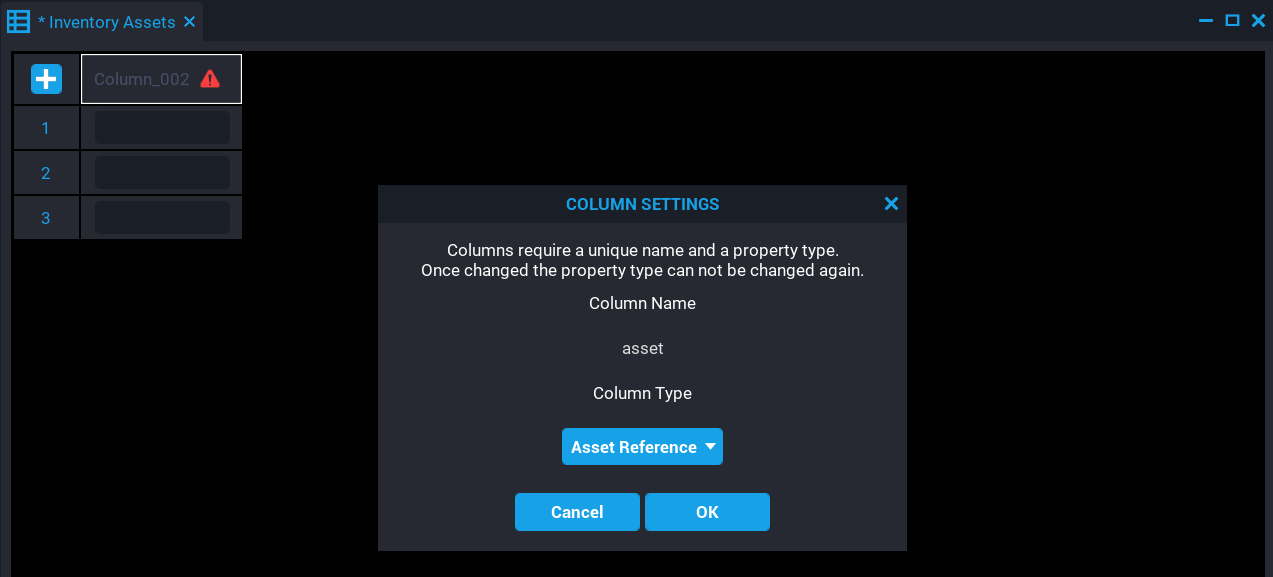 * Inventory Assets
Column_002
1
2
3
COLUMN SETTINGS
Columns require a unique name and a property type.
Once changed the property type can not be changed again.
Column Name
asset
Column Type
Asset Reference
Cancel
OK